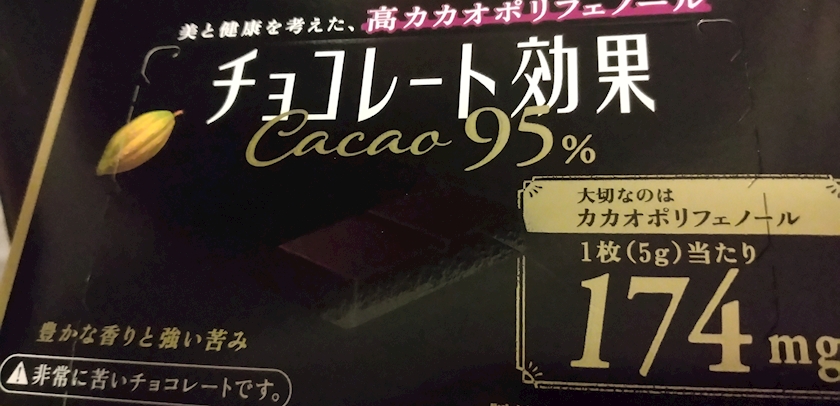 美と健康を考えた、高カカオポリフェノール
チョコレート効果
Cacao 95%
大切なのは
カカオポリフェノール
1枚(5g)当たり
174mg
豊かな香りと強い苦み
非常に苦いチョコレートです。